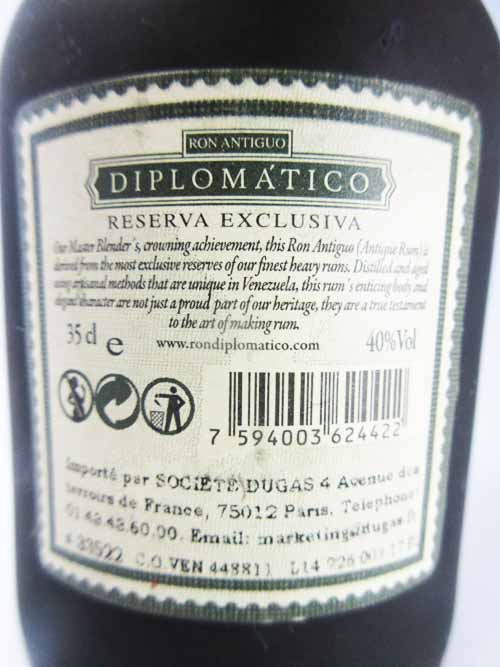 RON ANTIGUO
DIPLOMÁTICO
RESERVA EXCLUSIVA
Our Master Blender's, crowning achievement, this Ron Antiguo (Antique Rum) is
derived from the most exclusive reserves of our finest heavy rums. Distilled and aged
using artisanal methods that are unique in Venezuela, this rum's enticing body and
elegant character are not just a proud part of our heritage, they are a true testament
to the art of making rum.
35 cl e www.rondiplomatico.com 40%Vol
7 594003 624422
Importé par SOCIÉTÉ DUGAS 4 Avenue des
Terroirs de France, 75012 Paris. Telephone:
01.43.42.60.00. Email: marketing@dugas.
33522 C.O.VEN 44881) L14 226 001